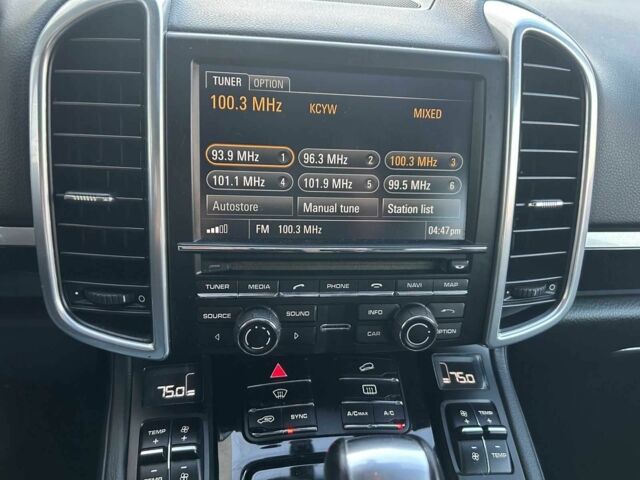 TUNER OPTION
100.3 MHz KCYW MIXED
93.9 MHz 1 96.3 MHz 2 100.3 MHz 3
101.1 MHz 4 101.9 MHz 5 99.5 MHz 6
Autostore Manual tune Station list
FM 100.3 MHz 04:47pm
TUNER MEDIA PHONE NAVI MAP
SOURCE SOUND INFO
CAR OPTION
75.0 75.0
SYNC A/C MAX A/C
TEMP TEMP
TEMP TEMP